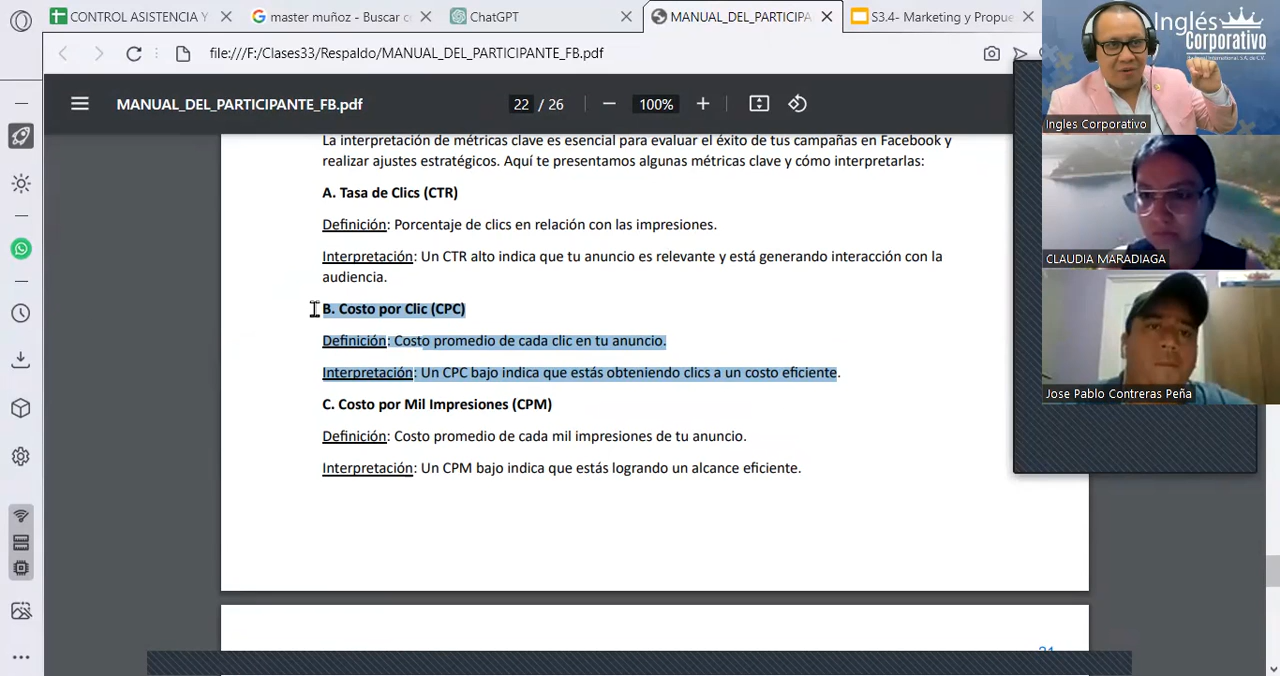 CONTROL ASISTENCIA Y
master muñoz - Buscar c
ChatGPT
MANUAL_DEL_PARTICIPA
S3.4- Marketing y Propue
file:///F:/Clases33/Respaldo/MANUAL_DEL_PARTICIPANTE_FB.pdf
MANUAL_DEL_PARTICIPANTE_FB.pdf
22 / 26
100%
La interpretación de métricas clave es esencial para evaluar el éxito de tus campañas en Facebook y
realizar ajustes estratégicos. Aquí te presentamos algunas métricas clave y cómo interpretarlas:
A. Tasa de Clics (CTR)
Definición: Porcentaje de clics en relación con las impresiones.
Interpretación: Un CTR alto indica que tu anuncio es relevante y está generando interacción con la
audiencia.
B. Costo por Clic (CPC)
Definición: Costo promedio de cada clic en tu anuncio.
Interpretación: Un CPC bajo indica que estás obteniendo clics a un costo eficiente.
C. Costo por Mil Impresiones (CPM)
Definición: Costo promedio de cada mil impresiones de tu anuncio.
Interpretación: Un CPM bajo indica que estás logrando un alcance eficiente.
Inglés
Corporativo
Ingles Corporativo
CLAUDIA MARADIAGA
Jose Pablo Contreras Peña